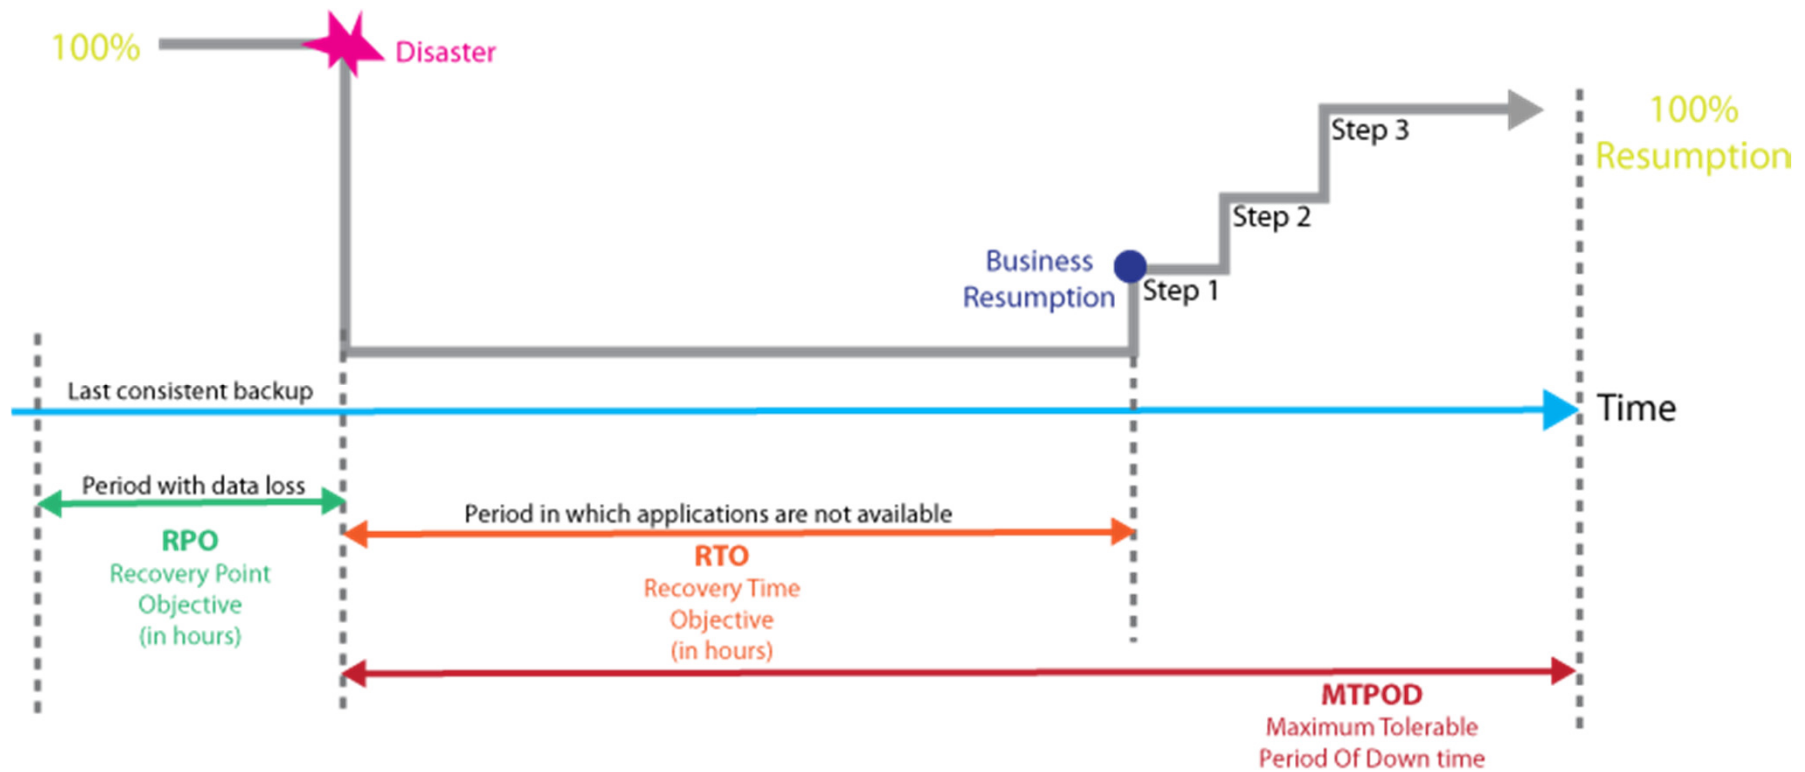 100%
Disaster
100%
Resumption
Step 3
Step 2
Business
Resumption
Step 1
Last consistent backup
Time
Period with data loss
RPO
Recovery Point
Objective
(in hours)
Period in which applications are not available
RTO
Recovery Time
Objective
(in hours)
MTPOD
Maximum Tolerable
Period Of Down time